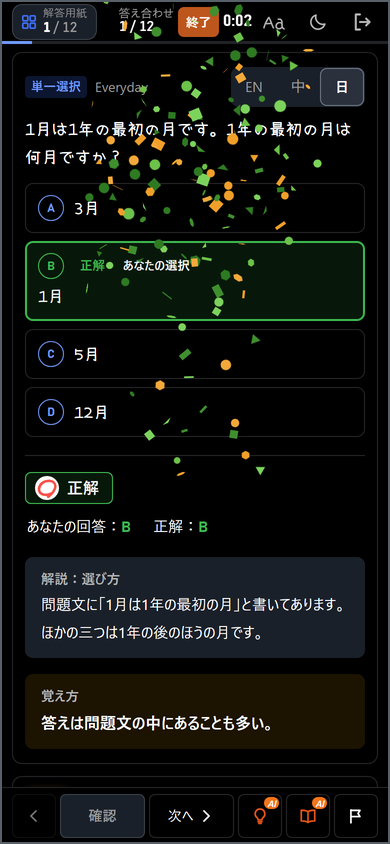 解答用紙
1 / 12
答え合わせ
1 / 12
終了
0:02
Aa
単一選択
Everyday
EN
中
日
1月は1年の最初の月です。1年の最初の月は
何月ですか？
A
3月
B
正解
あなたの選択
1月
C
5月
D
12月
正解
あなたの回答：B
正解：B
解説：選び方
問題文に「1月は1年の最初の月」と書いてあります。
ほかの三つは1年の後のほうの月です。
覚え方
答えは問題文の中にあることも多い。
確認
次へ
AI
AI